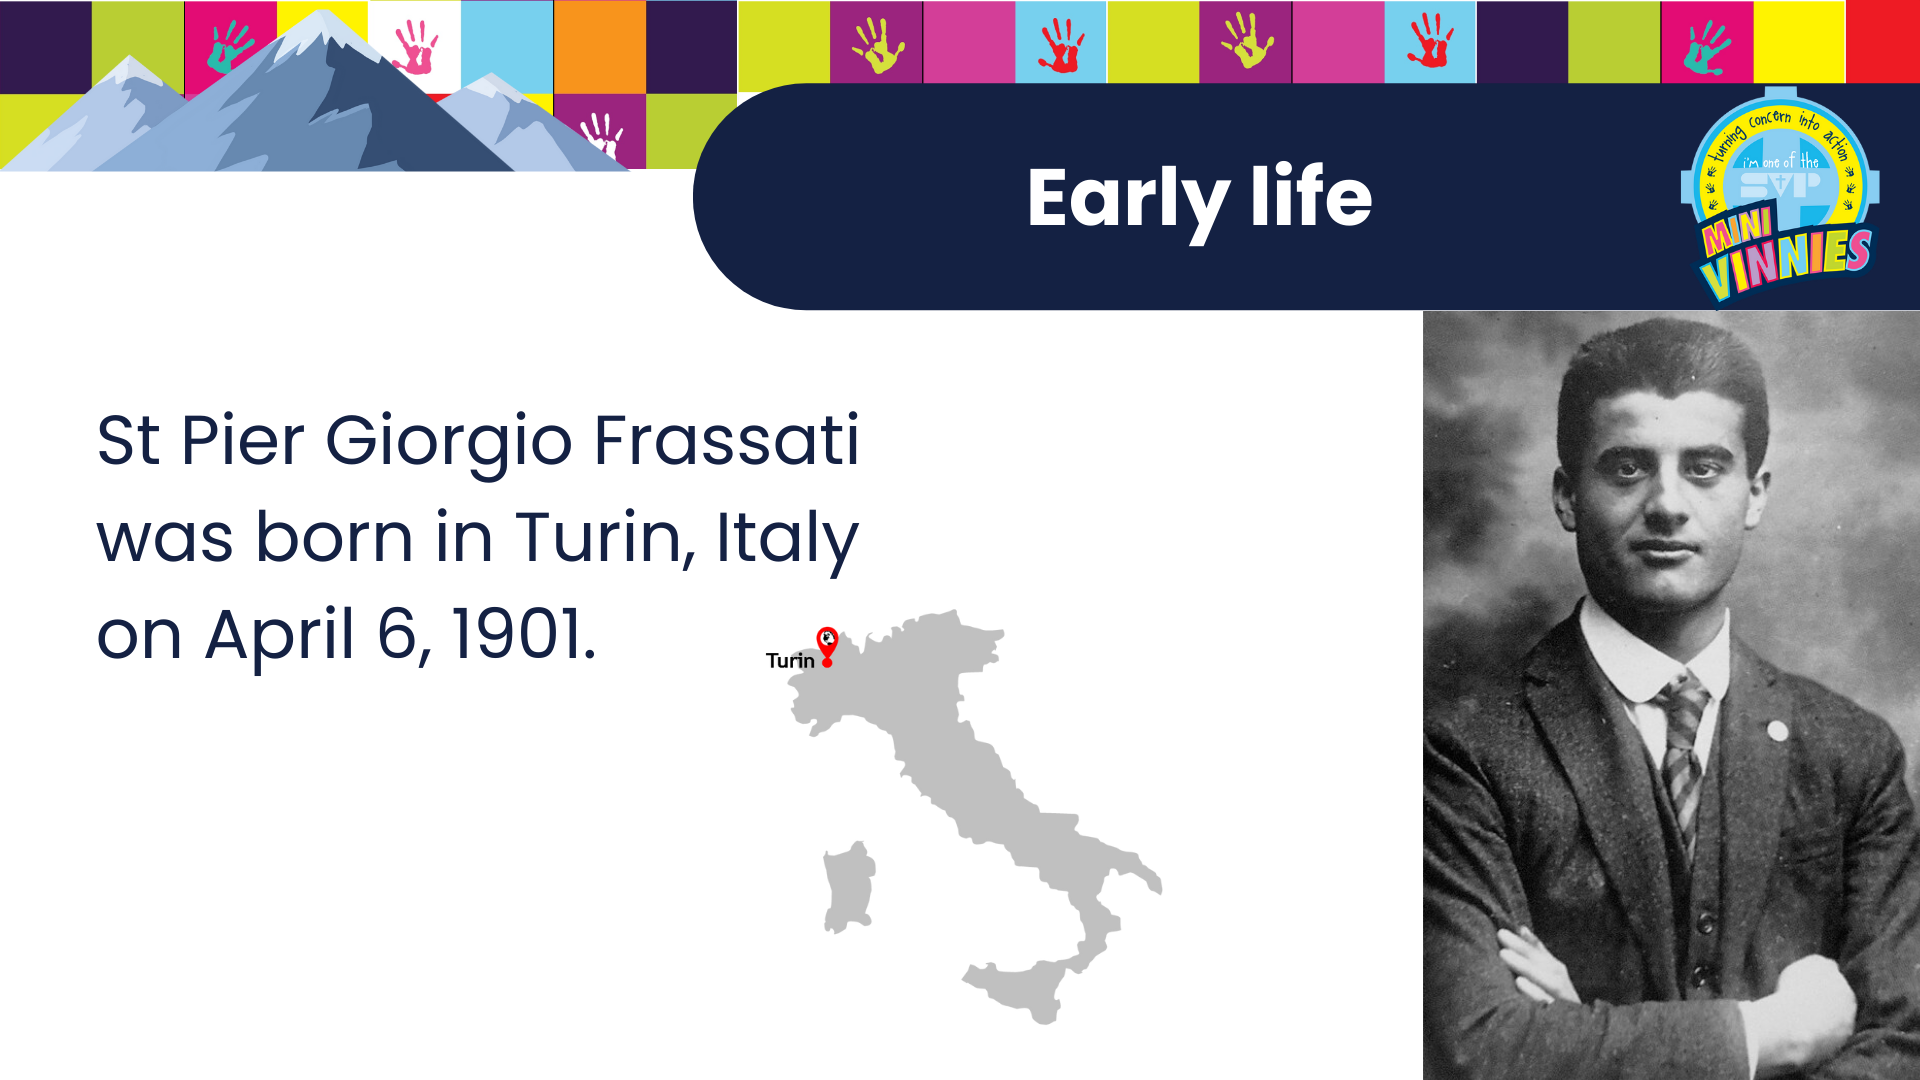 Early life
turning concern into action
i'm one of the
SVP
MINI
VINNIES
St Pier Giorgio Frassati
was born in Turin, Italy
on April 6, 1901.
Turin